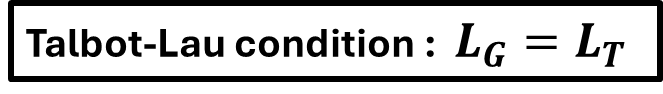 Talbot-Lau condition : L_G = L_T